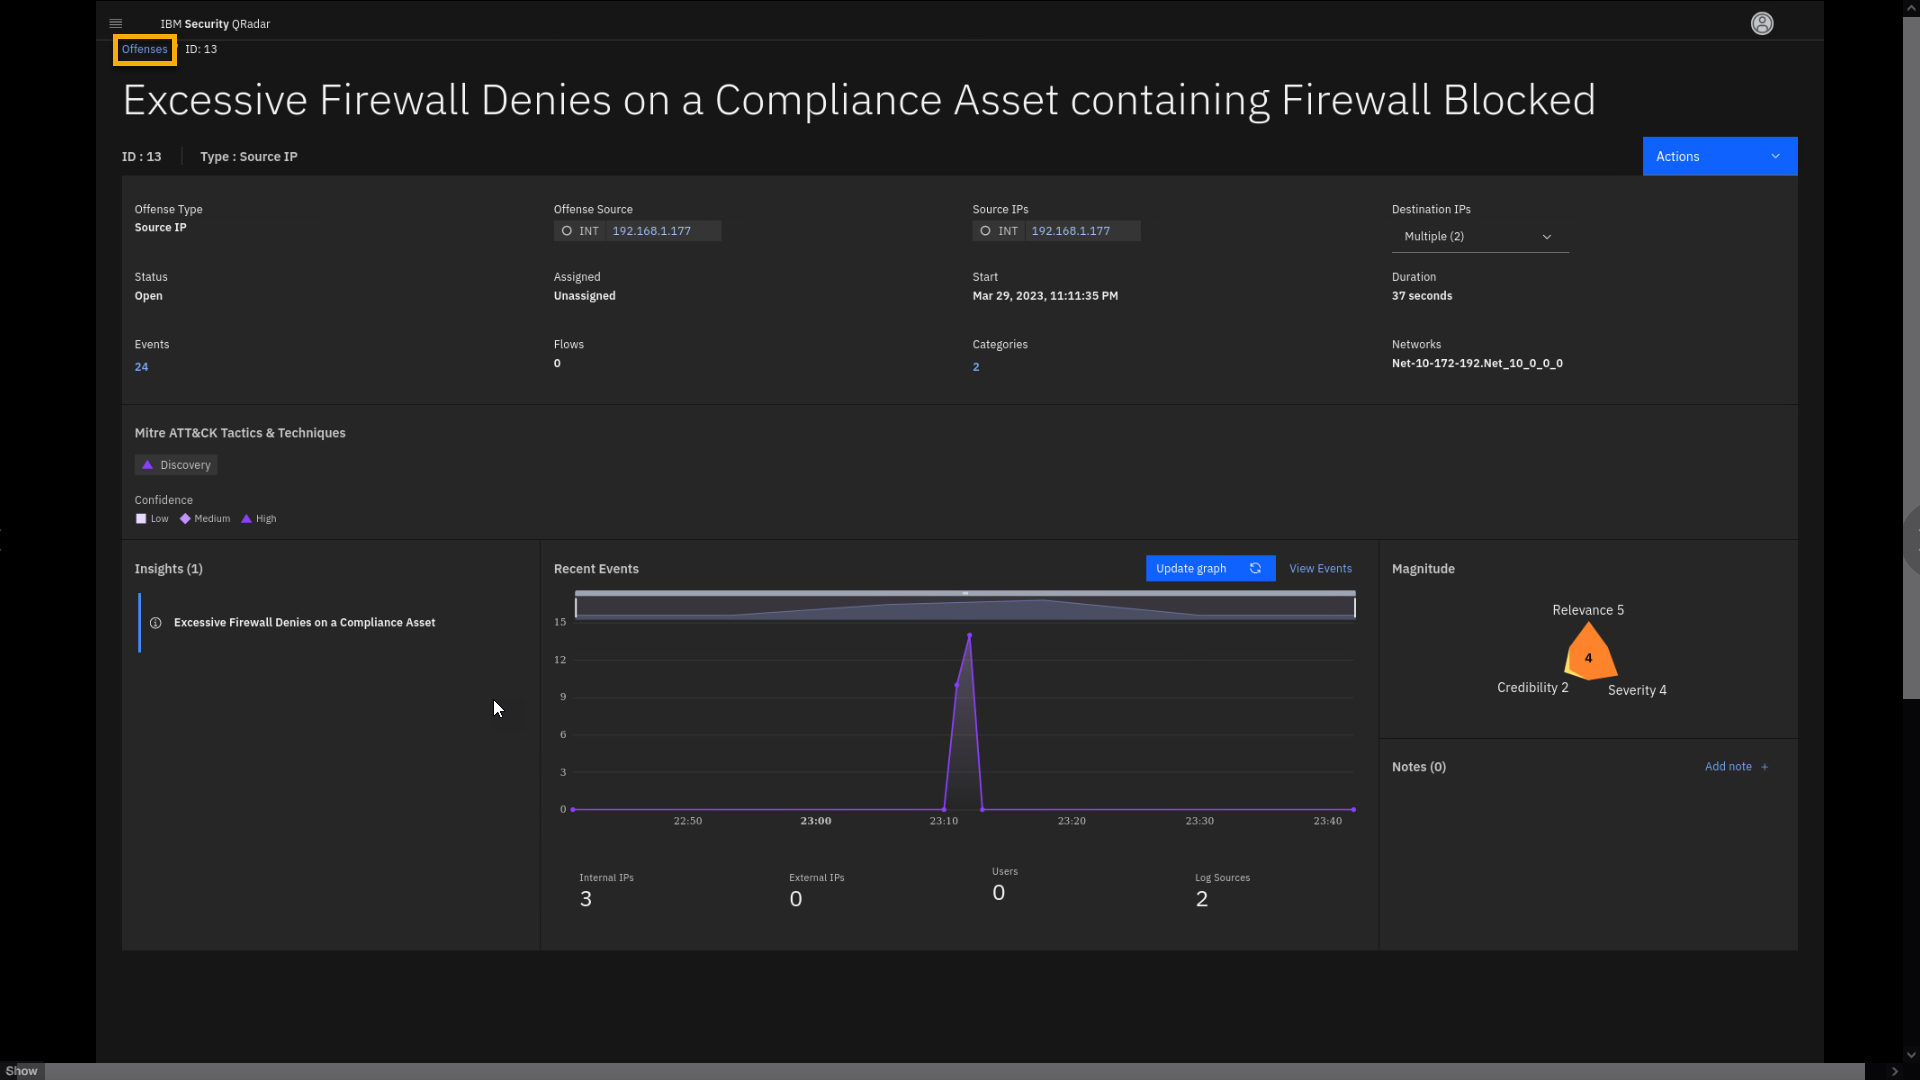 IBM Security QRadar
Offenses ID: 13
Excessive Firewall Denies on a Compliance Asset containing Firewall Blocked
ID : 13 Type : Source IP
Actions
Offense Type
Source IP
Offense Source
INT 192.168.1.177
Source IPs
INT 192.168.1.177
Destination IPs
Multiple (2)
Status
Open
Assigned
Unassigned
Start
Mar 29, 2023, 11:11:35 PM
Duration
37 seconds
Events
24
Flows
0
Categories
2
Networks
Net-10-172-192.Net_10_0_0_0
Mitre ATT&CK Tactics & Techniques
Discovery
Confidence
Low Medium High
Insights (1)
Excessive Firewall Denies on a Compliance Asset
Recent Events
Update graph
View Events
15
12
9
6
3
0
22:50 23:00 23:10 23:20 23:30 23:40
Internal IPs
3
External IPs
0
Users
0
Log Sources
2
Magnitude
Relevance 5
4
Credibility 2
Severity 4
Notes (0)
Add note +
Show